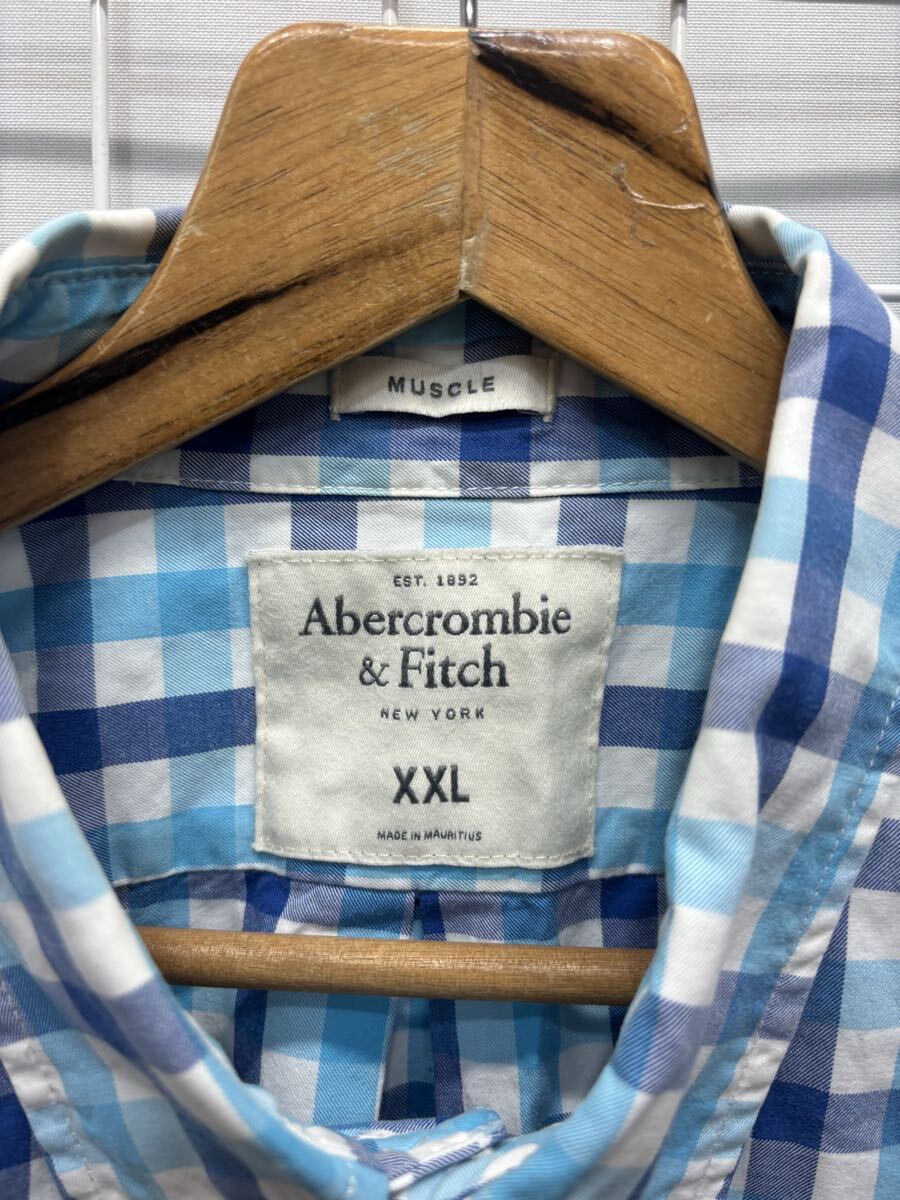 MUSCLE
EST. 1892
Abercrombie
& Fitch
NEW YORK
XXL
MADE IN MAURITIUS